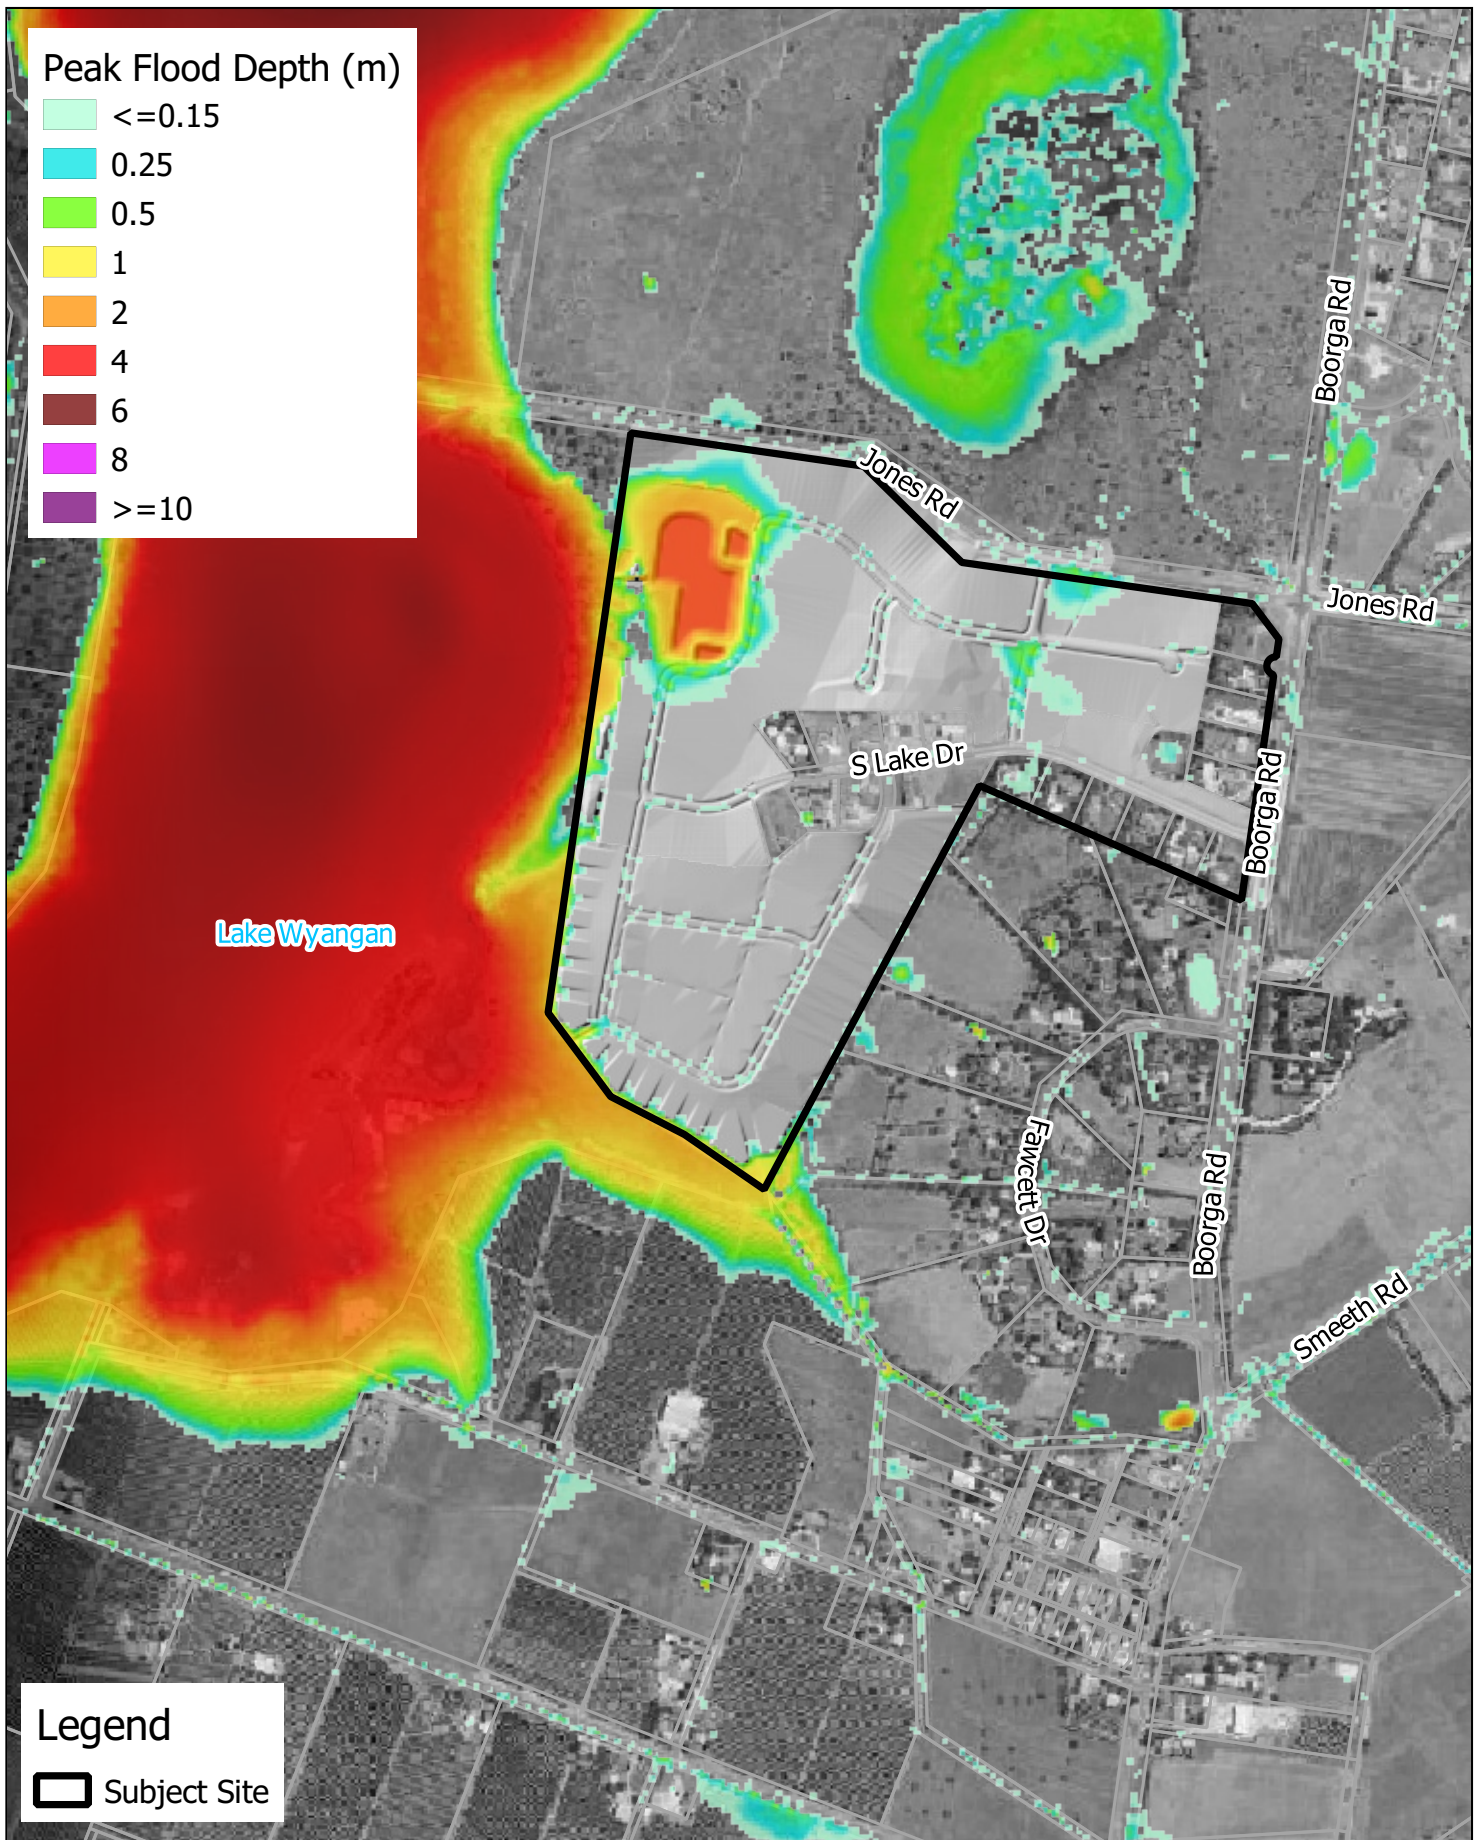 Peak Flood Depth (m)
<=0.15
0.25
0.5
1
2
4
6
8
>=10
Boorga Rd
Jones Rd
Jones Rd
S Lake Dr
Boorga Rd
Lake Wyangan
Fawcett Dr
Boorga Rd
Smeeth Rd
Legend
Subject Site